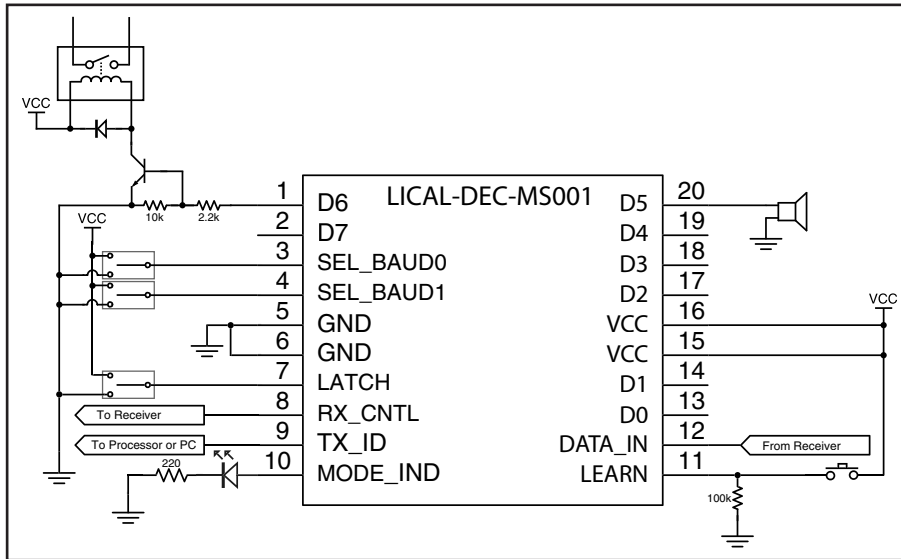 VCC
VCC
10k
2.2k
LICAL-DEC-MS001
1 D6
2 D7
3 SEL_BAUD0
4 SEL_BAUD1
5 GND
6 GND
7 LATCH
8 RX_CNTL
9 TX_ID
10 MODE_IND
To Receiver
To Processor or PC
220
D5 20
D4 19
D3 18
D2 17
VCC 16
VCC 15
D1 14
D0 13
DATA_IN 12
LEARN 11
VCC
From Receiver
100k